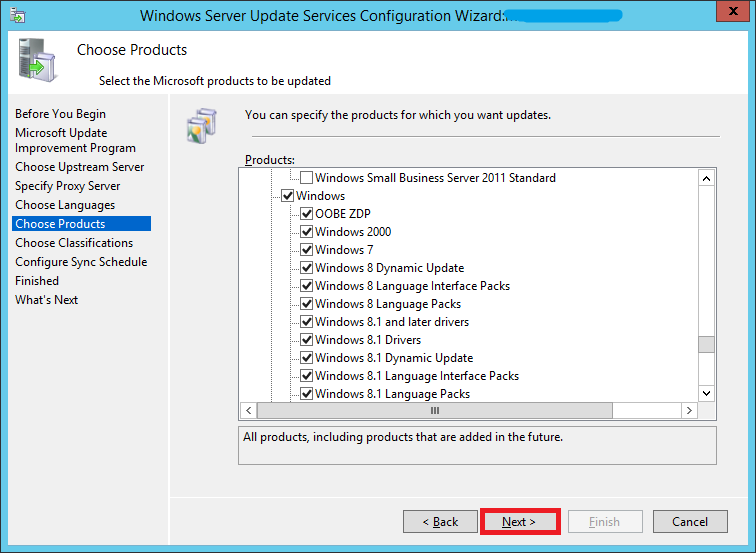 Windows Server Update Services Configuration Wizard:
X
Choose Products
Select the Microsoft products to be updated
Before You Begin
Microsoft Update
Improvement Program
Choose Upstream Server
Specify Proxy Server
Choose Languages
Choose Products
Choose Classifications
Configure Sync Schedule
Finished
What's Next
You can specify the products for which you want updates.
Products:
Windows Small Business Server 2011 Standard
Windows
OOBE ZDP
Windows 2000
Windows 7
Windows 8 Dynamic Update
Windows 8 Language Interface Packs
Windows 8 Language Packs
Windows 8.1 and later drivers
Windows 8.1 Drivers
Windows 8.1 Dynamic Update
Windows 8.1 Language Interface Packs
Windows 8.1 Language Packs
All products, including products that are added in the future.
< Back
Next >
Finish
Cancel